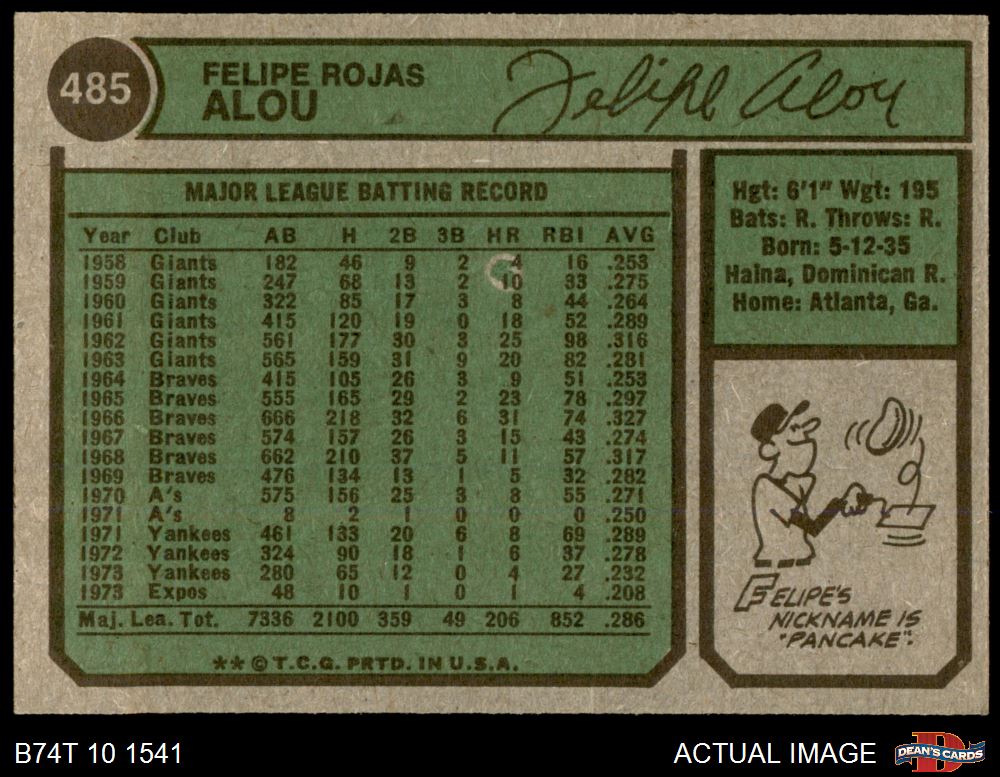 485
FELIPE ROJAS
ALOU
Felipe Alou
MAJOR LEAGUE BATTING RECORD
Year Club AB H 2B 3B HR RBI AVG
1958 Giants 182 46 9 2 4 16 .253
1959 Giants 247 68 13 2 10 33 .275
1960 Giants 322 85 17 3 8 44 .264
1961 Giants 415 120 19 0 18 52 .289
1962 Giants 561 177 30 3 25 98 .316
1963 Giants 565 159 31 9 20 82 .281
1964 Braves 415 105 26 3 9 51 .253
1965 Braves 555 165 29 2 23 78 .297
1966 Braves 666 218 32 6 31 74 .327
1967 Braves 574 157 26 3 15 43 .274
1968 Braves 662 210 37 5 11 57 .317
1969 Braves 476 134 13 1 5 32 .282
1970 A's 575 156 25 3 8 55 .271
1971 A's 8 2 1 0 0 0 .250
1971 Yankees 461 133 20 6 8 69 .289
1972 Yankees 324 90 18 1 6 37 .278
1973 Yankees 280 65 12 0 4 27 .232
1973 Expos 48 10 1 0 1 4 .208
Maj. Lea. Tot. 7336 2100 359 49 206 852 .286
**©T.C.G. PRTD. IN U.S.A.
Hgt: 6'1" Wgt: 195
Bats: R. Throws: R.
Born: 5-12-35
Haina, Dominican R.
Home: Atlanta, Ga.
FELIPE'S
NICKNAME IS
"PANCAKE".
B74T 10 1541
ACTUAL IMAGE
D
DEAN'S CARDS